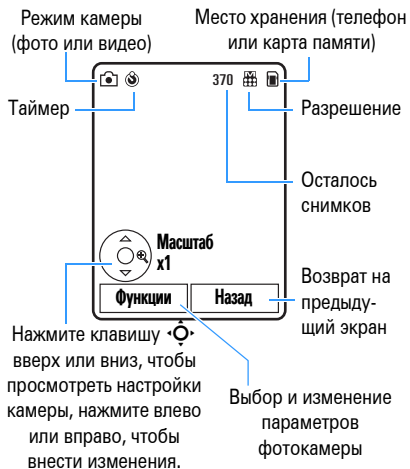 Режим камеры
(фото или видео)
Место хранения (телефон
или карта памяти)
Таймер
370
Разрешение
Осталось
снимков
Масштаб
x1
Функции
Назад
Возврат на
предыду-
щий экран
Нажмите клавишу
вверх или вниз, чтобы
просмотреть настройки
камеры, нажмите влево
или вправо, чтобы
внести изменения.
Выбор и изменение
параметров
фотокамеры